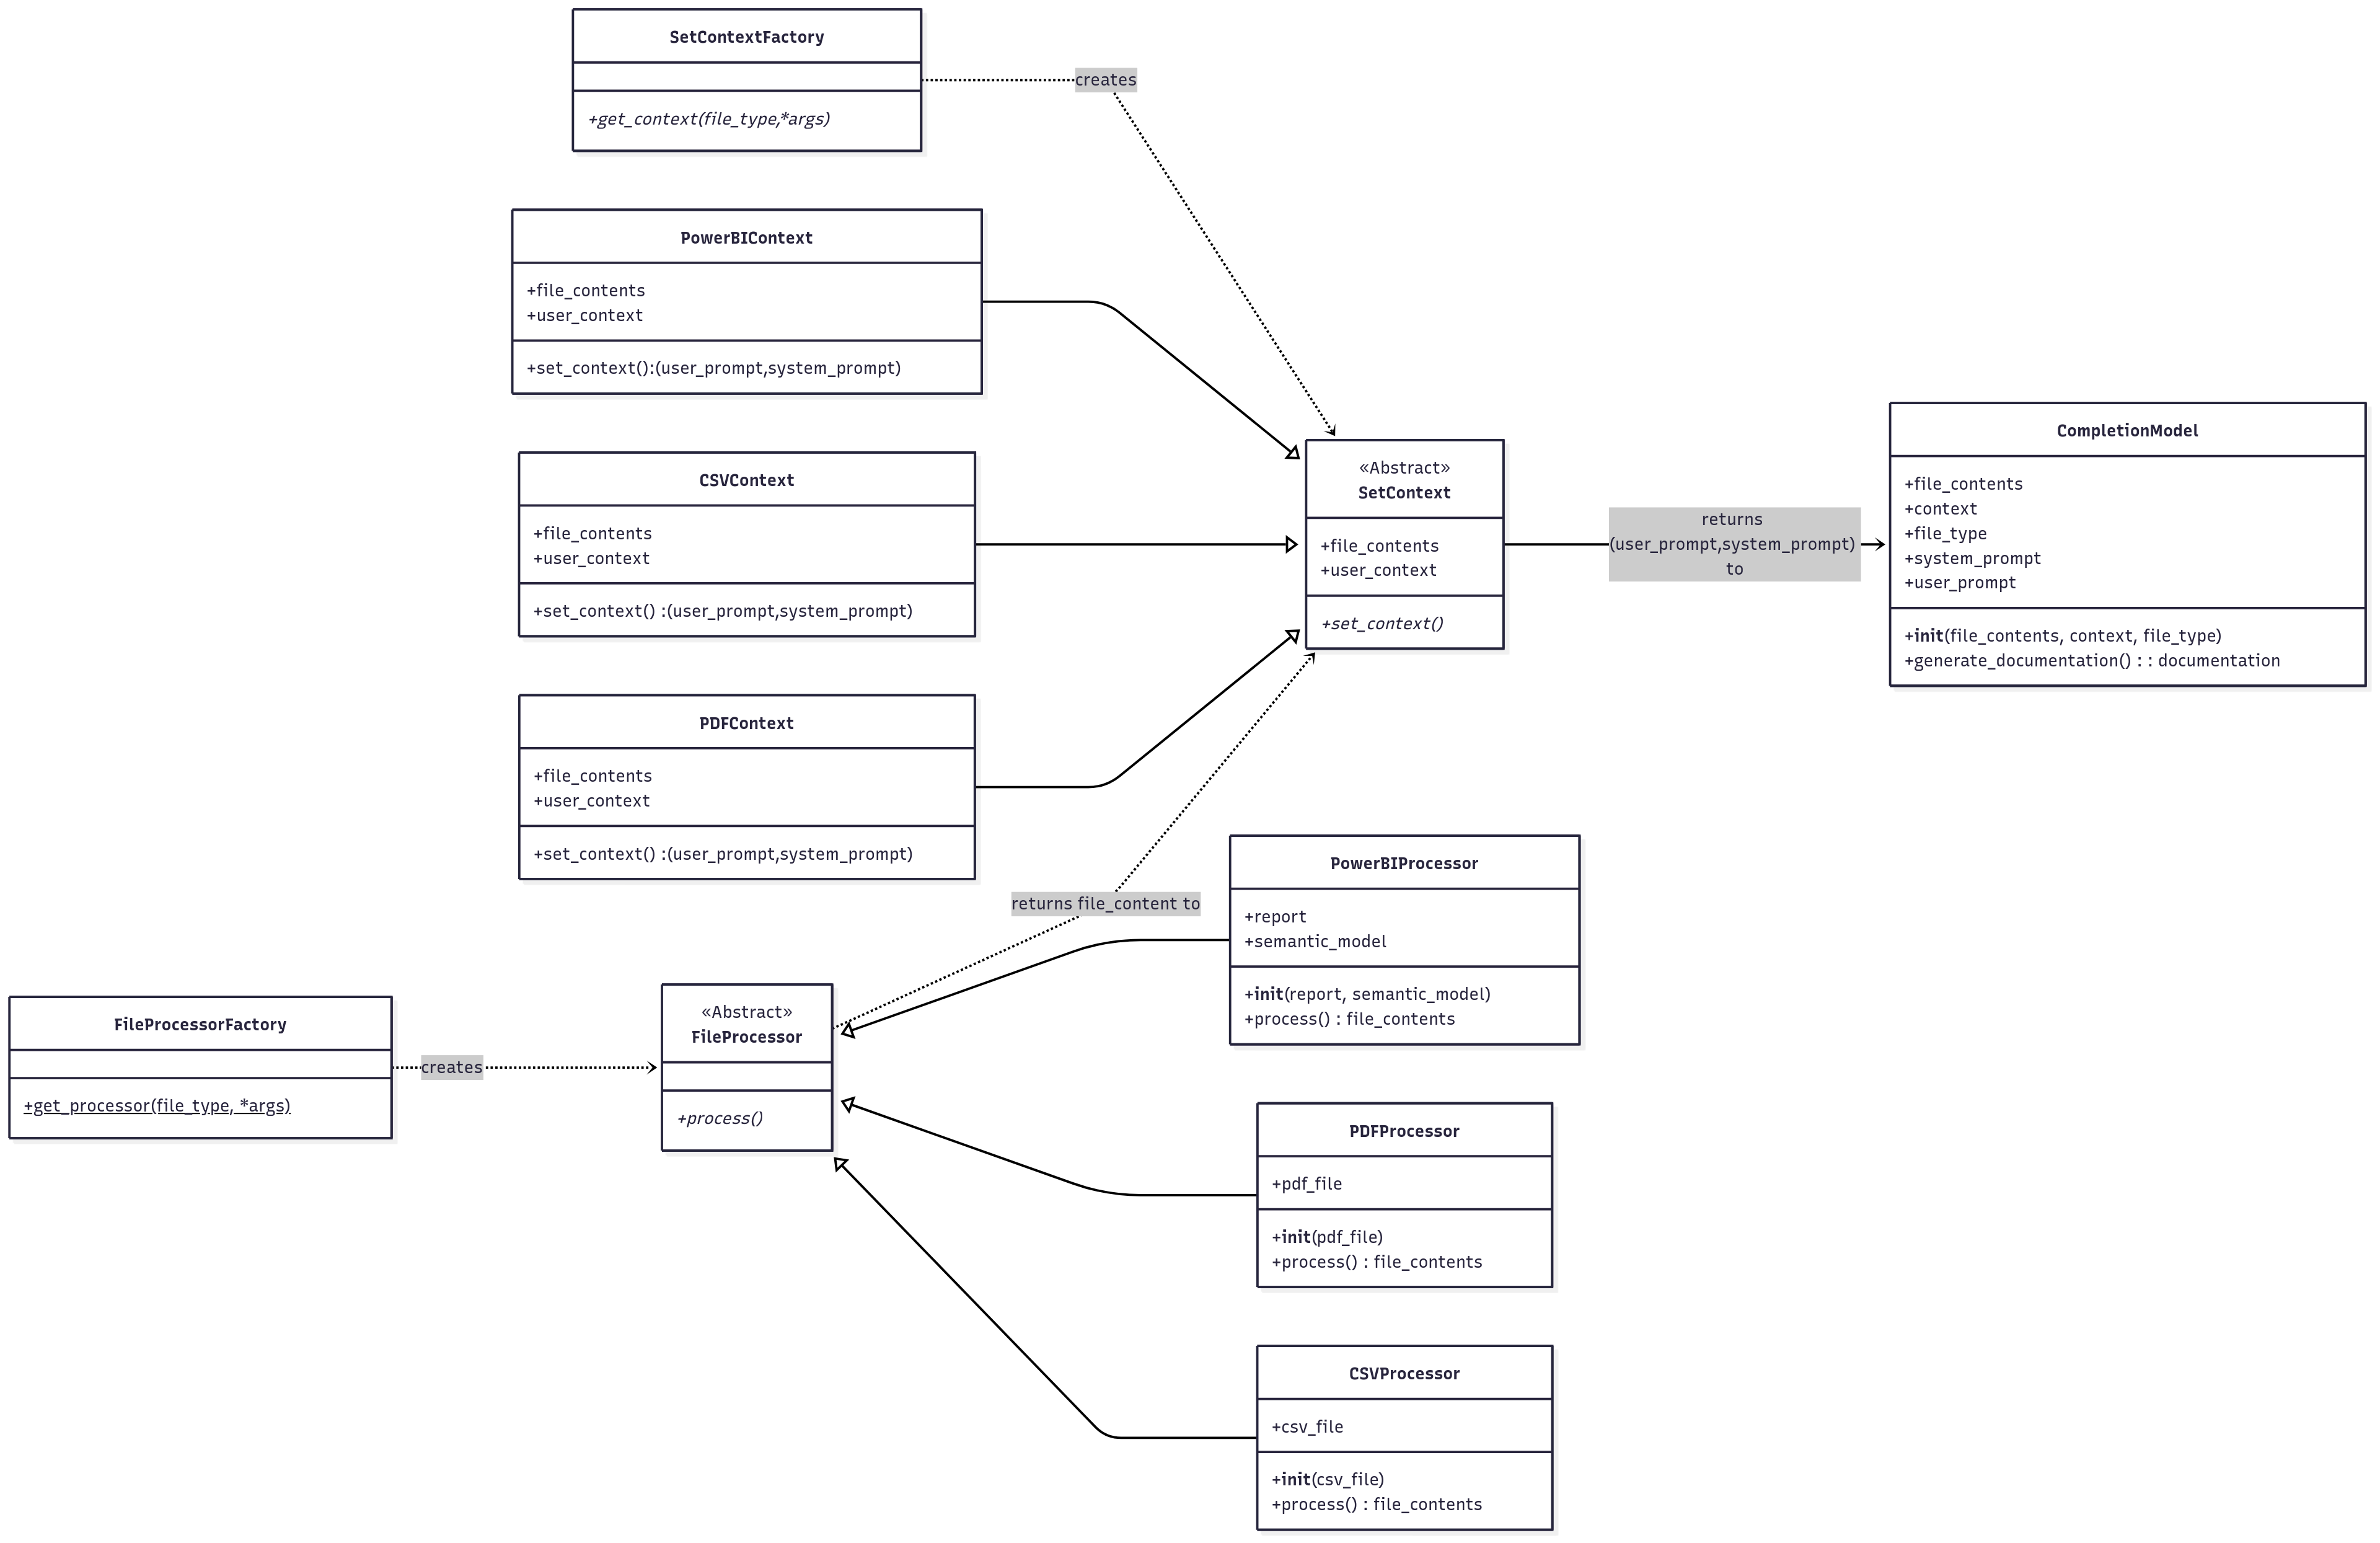 SetContextFactory
+get_context(file_type,*args)
creates
PowerBIContext
+file_contents
+user_context
+set_context():(user_prompt,system_prompt)
CSVContext
+file_contents
+user_context
+set_context() :(user_prompt,system_prompt)
PDFContext
+file_contents
+user_context
+set_context() :(user_prompt,system_prompt)
«Abstract»
SetContext
+file_contents
+user_context
+set_context()
returns
(user_prompt,system_prompt)
to
CompletionModel
+file_contents
+context
+file_type
+system_prompt
+user_prompt
+init(file_contents, context, file_type)
+generate_documentation() : : documentation
returns file_content to
FileProcessorFactory
+get_processor(file_type, *args)
creates
«Abstract»
FileProcessor
+process()
PowerBIProcessor
+report
+semantic_model
+init(report, semantic_model)
+process() : file_contents
PDFProcessor
+pdf_file
+init(pdf_file)
+process() : file_contents
CSVProcessor
+csv_file
+init(csv_file)
+process() : file_contents